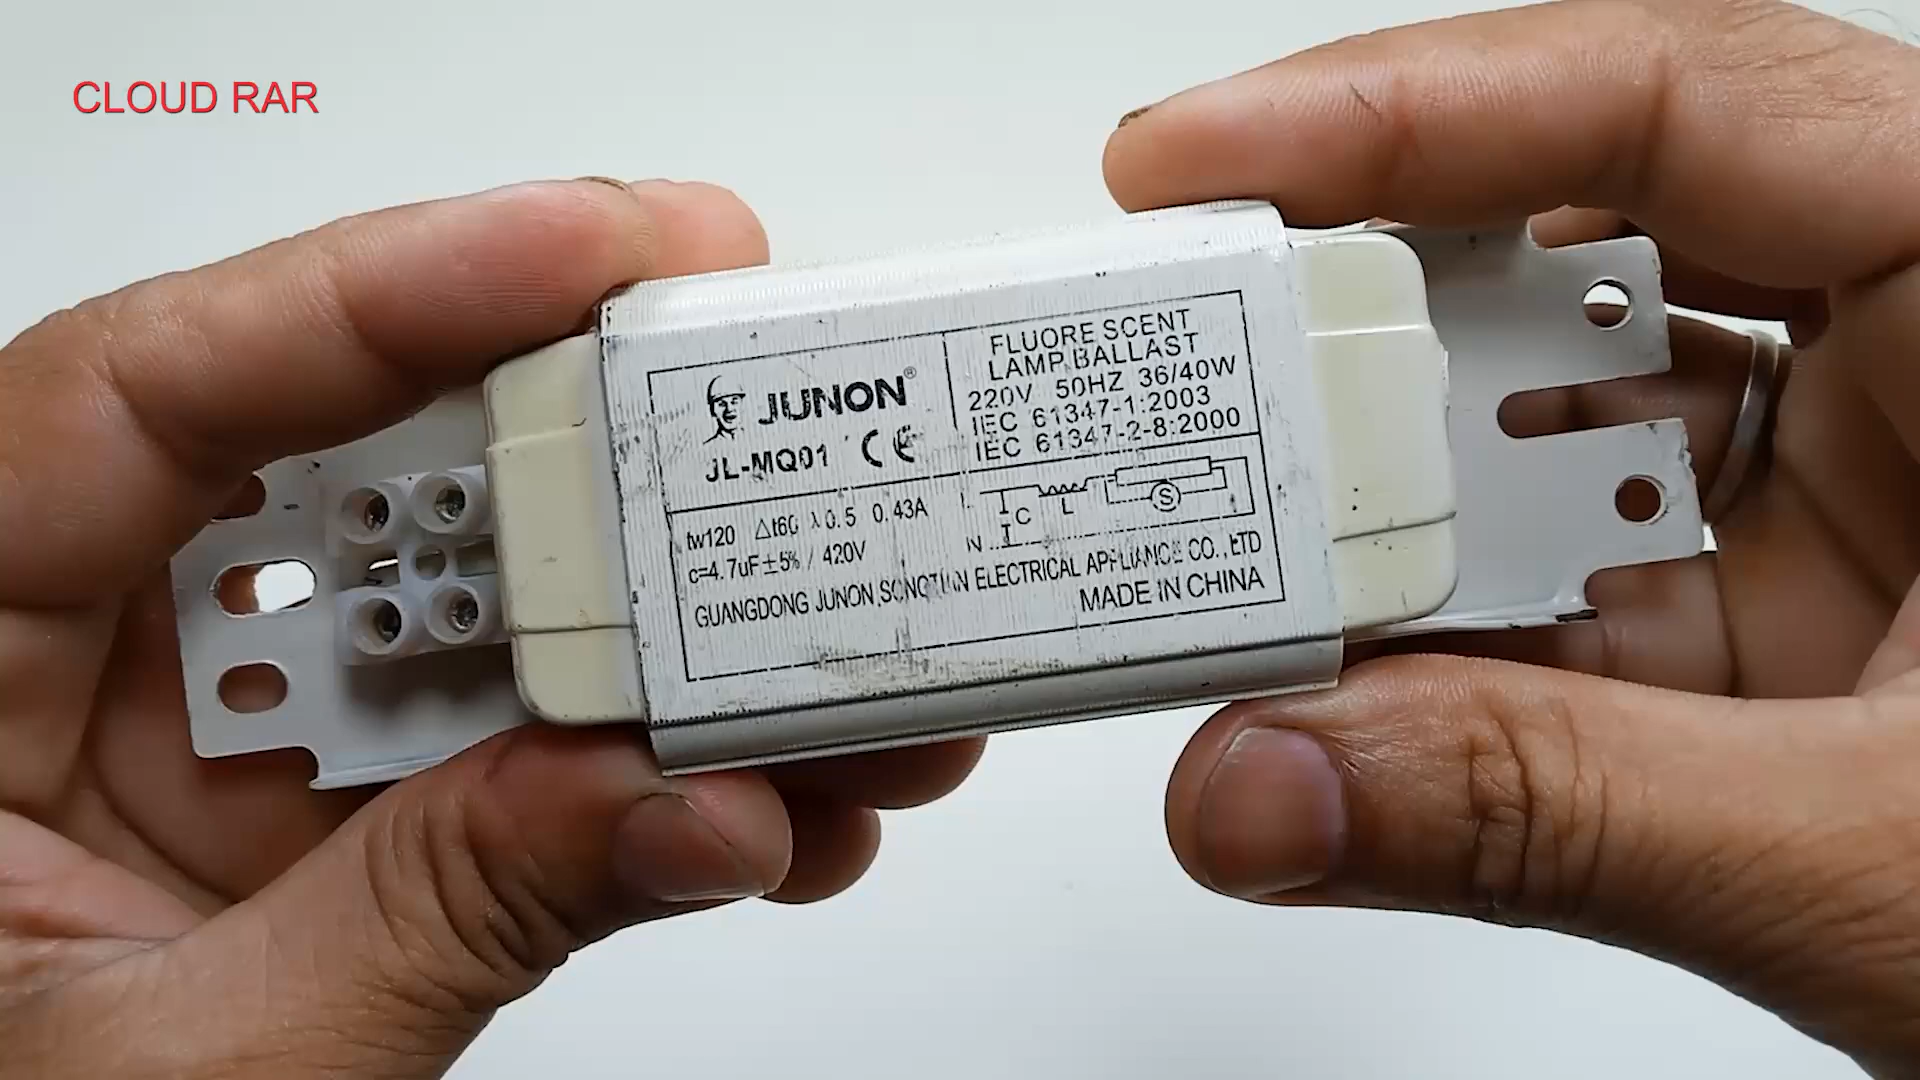 CLOUD RAR
JUNON®
JL-MQ01 CE
FLUORE SCENT
LAMP BALLAST
220V 50HZ 36/40W
IEC 61347-1:2003
IEC 61347-2-8:2000
tw120 △t60 λ0.5 0.43A
c=4.7uF±5% / 420V
L
C
L
S
N
GUANGDONG JUNON SONGTIAN ELECTRICAL APPLIANCE CO., LTD
MADE IN CHINA